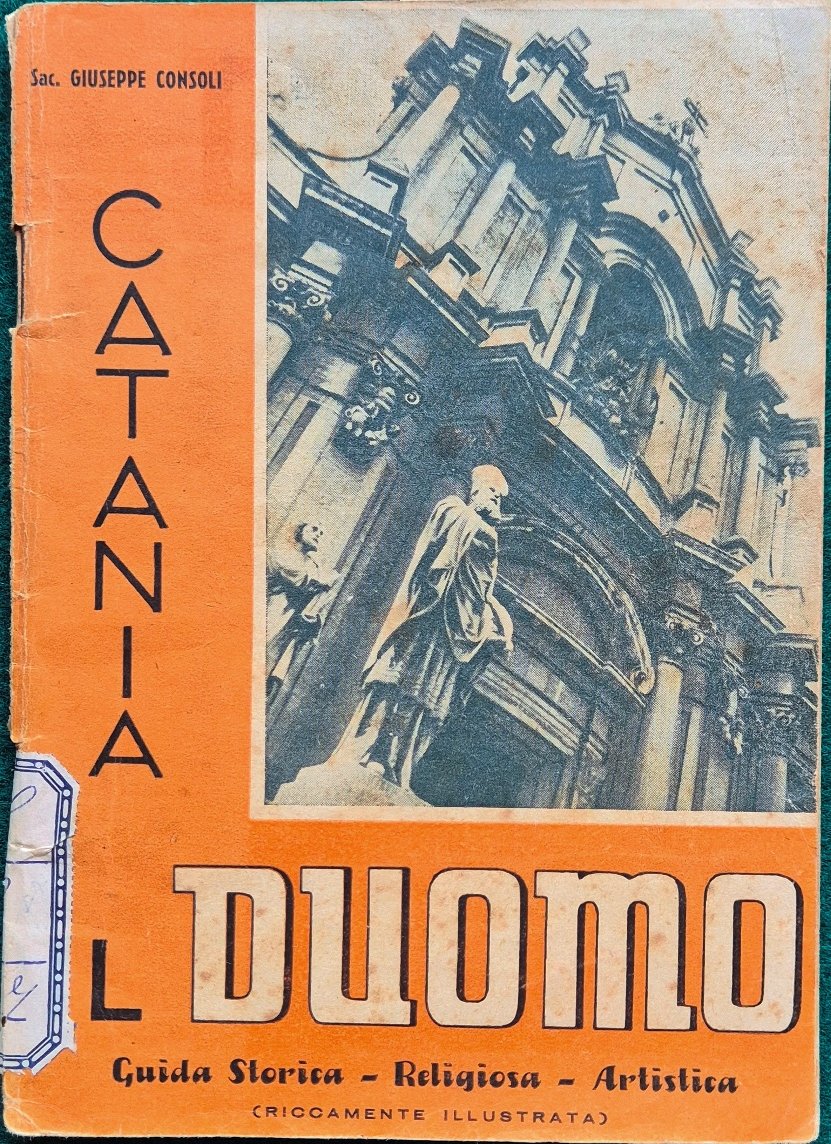 Sac. GIUSEPPE CONSOLI
CATANIA
L DUOMO
Guida Storica - Religiosa - Artistica
(RICCAMENTE ILLUSTRATA)